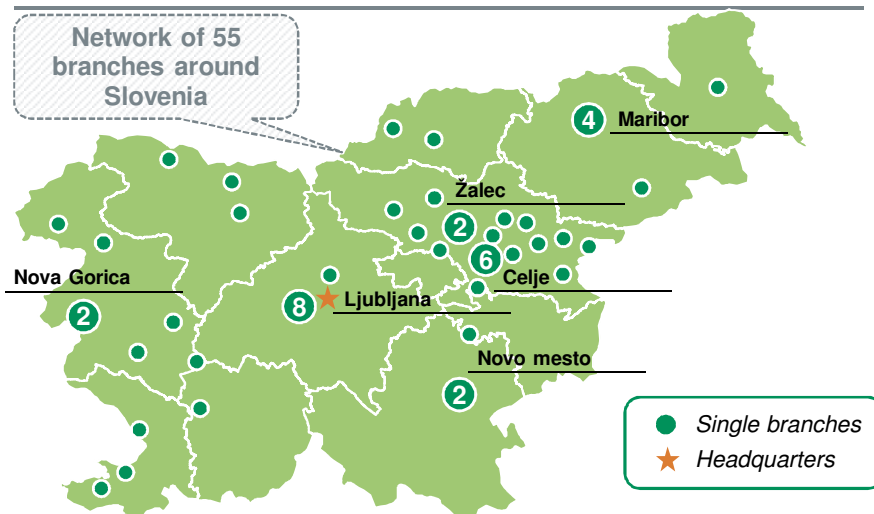 Network of 55
branches around
Slovenia
4
Maribor
Žalec
2
6
Celje
Nova Gorica
2
8
Ljubljana
Novo mesto
2
Single branches
Headquarters